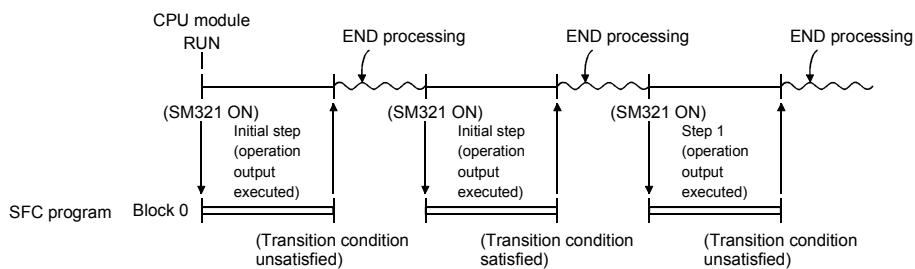 CPU module
RUN
END processing
END processing
END processing
(SM321 ON)
(SM321 ON)
(SM321 ON)
Initial step
(operation
output
executed)
Initial step
(operation
output
executed)
Step 1
(operation
output
executed)
SFC program
Block 0
(Transition condition
unsatisfied)
(Transition condition
satisfied)
(Transition condition
unsatisfied)